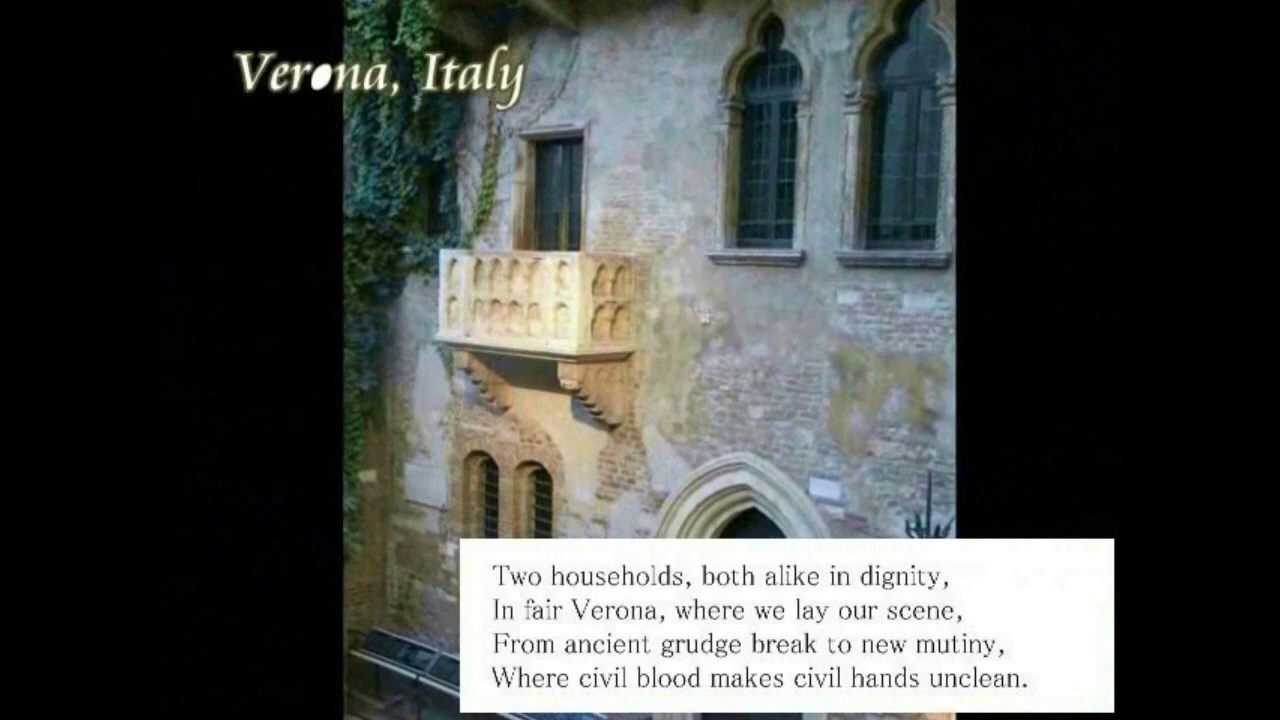 Verona, Italy
Two households, both alike in dignity,
In fair Verona, where we lay our scene,
From ancient grudge break to new mutiny,
Where civil blood makes civil hands unclean.